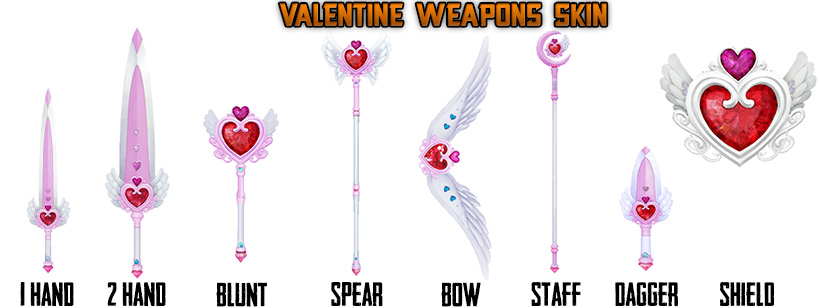 VALENTINE WEAPONS SKIN
1 HAND 2 HAND BLUNT SPEAR BOW STAFF DAGGER SHIELD